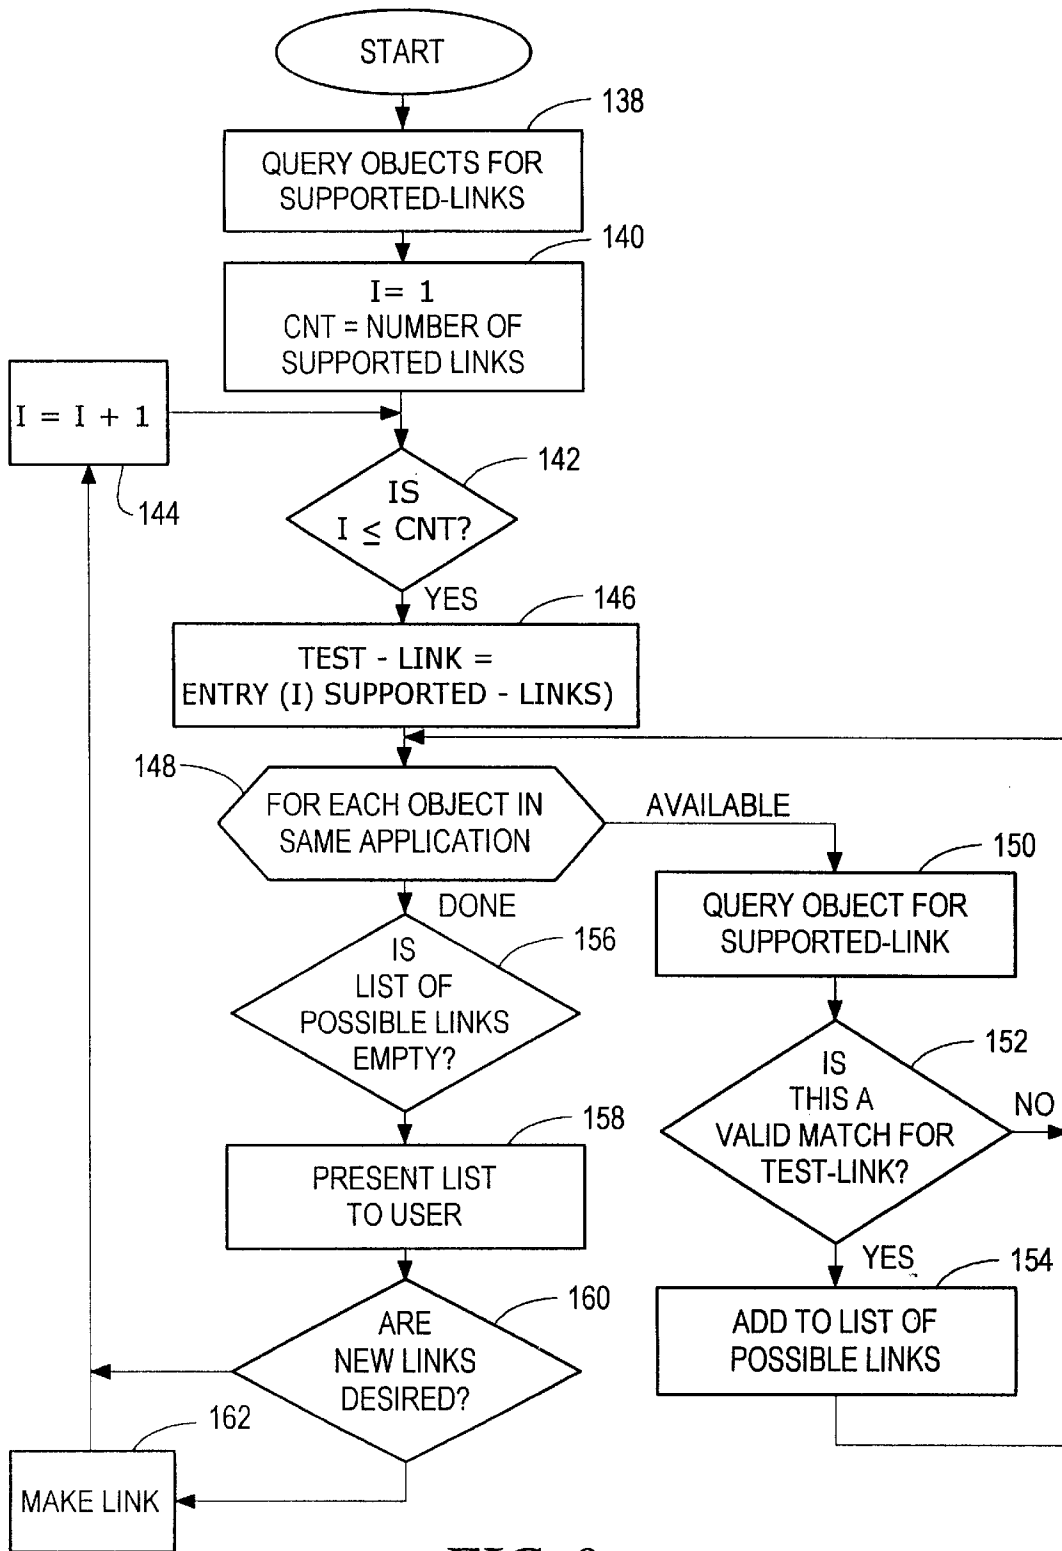 START
138
QUERY OBJECTS FOR
SUPPORTED-LINKS
140
I= 1
CNT = NUMBER OF
SUPPORTED LINKS
I = I + 1
144
142
IS
I ≤ CNT?
YES
146
TEST - LINK =
ENTRY (I) SUPPORTED - LINKS)
148
FOR EACH OBJECT IN
SAME APPLICATION
AVAILABLE
150
QUERY OBJECT FOR
SUPPORTED-LINK
DONE
156
IS
LIST OF
POSSIBLE LINKS
EMPTY?
152
IS
THIS A
VALID MATCH FOR
TEST-LINK?
NO
158
PRESENT LIST
TO USER
YES
154
ADD TO LIST OF
POSSIBLE LINKS
160
ARE
NEW LINKS
DESIRED?
162
MAKE LINK